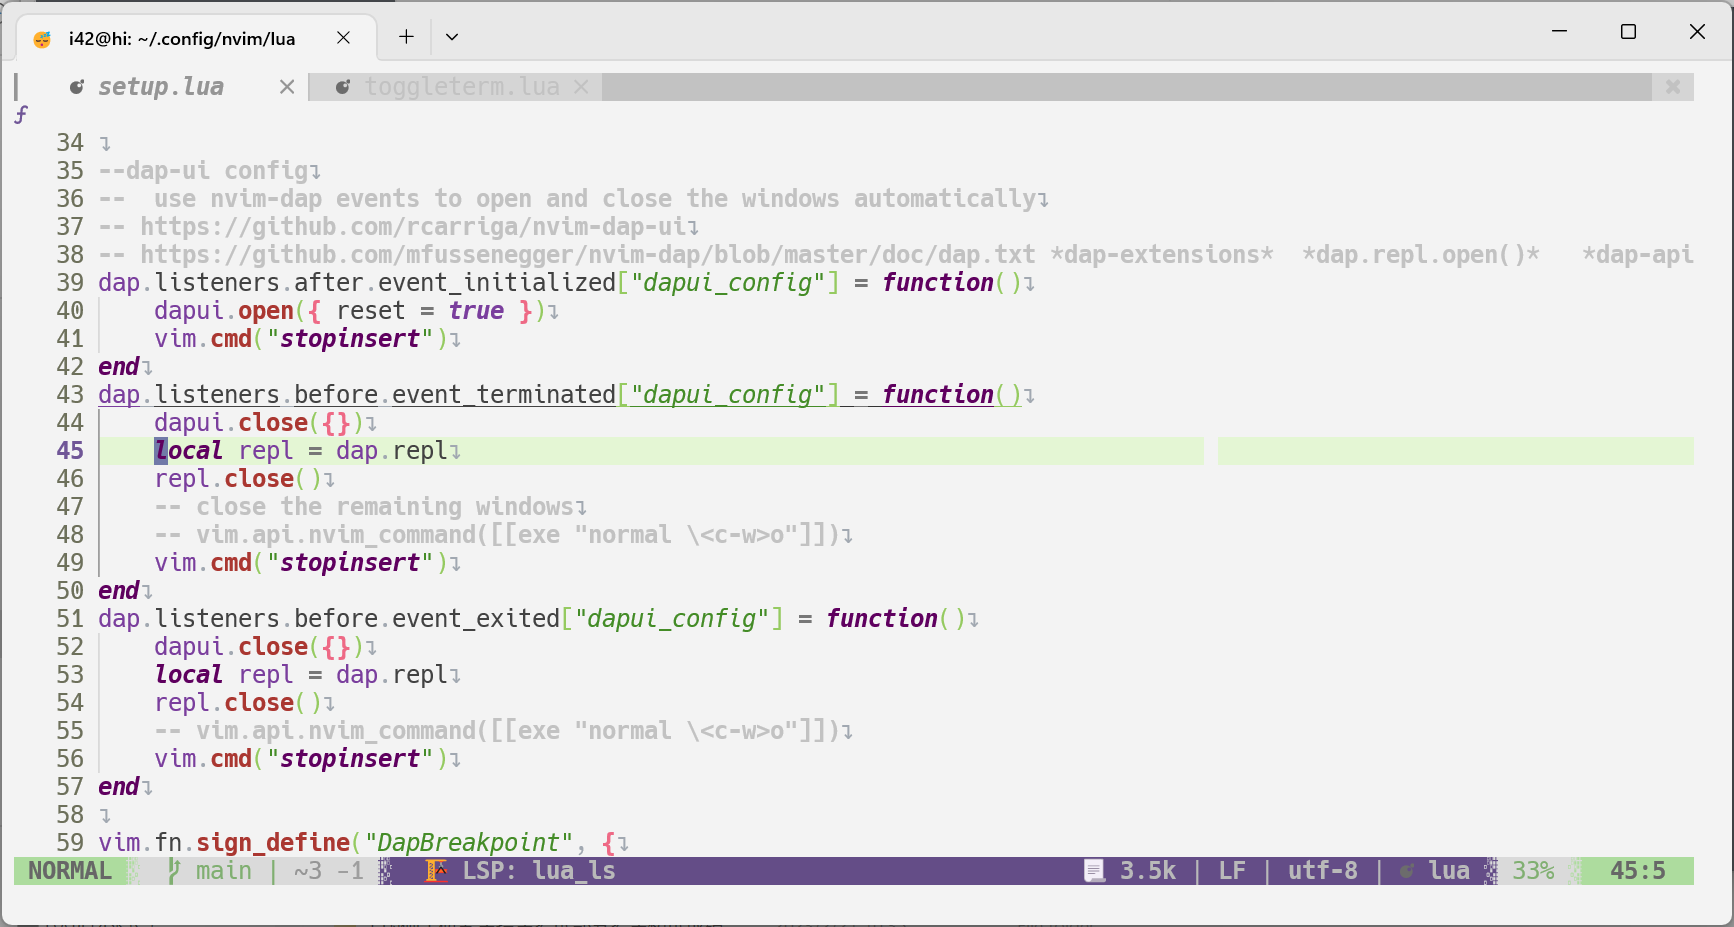 i42@hi: ~/.config/nvim/lua
setup.lua toggleterm.lua
f
34
35 --dap-ui config
36 --  use nvim-dap events to open and close the windows automatically
37 -- https://github.com/rcarriga/nvim-dap-ui
38 -- https://github.com/mfussenegger/nvim-dap/blob/master/doc/dap.txt *dap-extensions*  *dap.repl.open()*   *dap-api
39 dap.listeners.after.event_initialized["dapui_config"] = function()
40     dapui.open({ reset = true })
41     vim.cmd("stopinsert")
42 end
43 dap.listeners.before.event_terminated["dapui_config"] = function()
44     dapui.close({})
45     local repl = dap.repl
46     repl.close()
47     -- close the remaining windows
48     -- vim.api.nvim_command([[exe "normal \<c-w>o"]])
49     vim.cmd("stopinsert")
50 end
51 dap.listeners.before.event_exited["dapui_config"] = function()
52     dapui.close({})
53     local repl = dap.repl
54     repl.close()
55     -- vim.api.nvim_command([[exe "normal \<c-w>o"]])
56     vim.cmd("stopinsert")
57 end
58
59 vim.fn.sign_define("DapBreakpoint", {
NORMAL main | ~3 -1 LSP: lua_ls 3.5k | LF | utf-8 | lua 33% 45:5